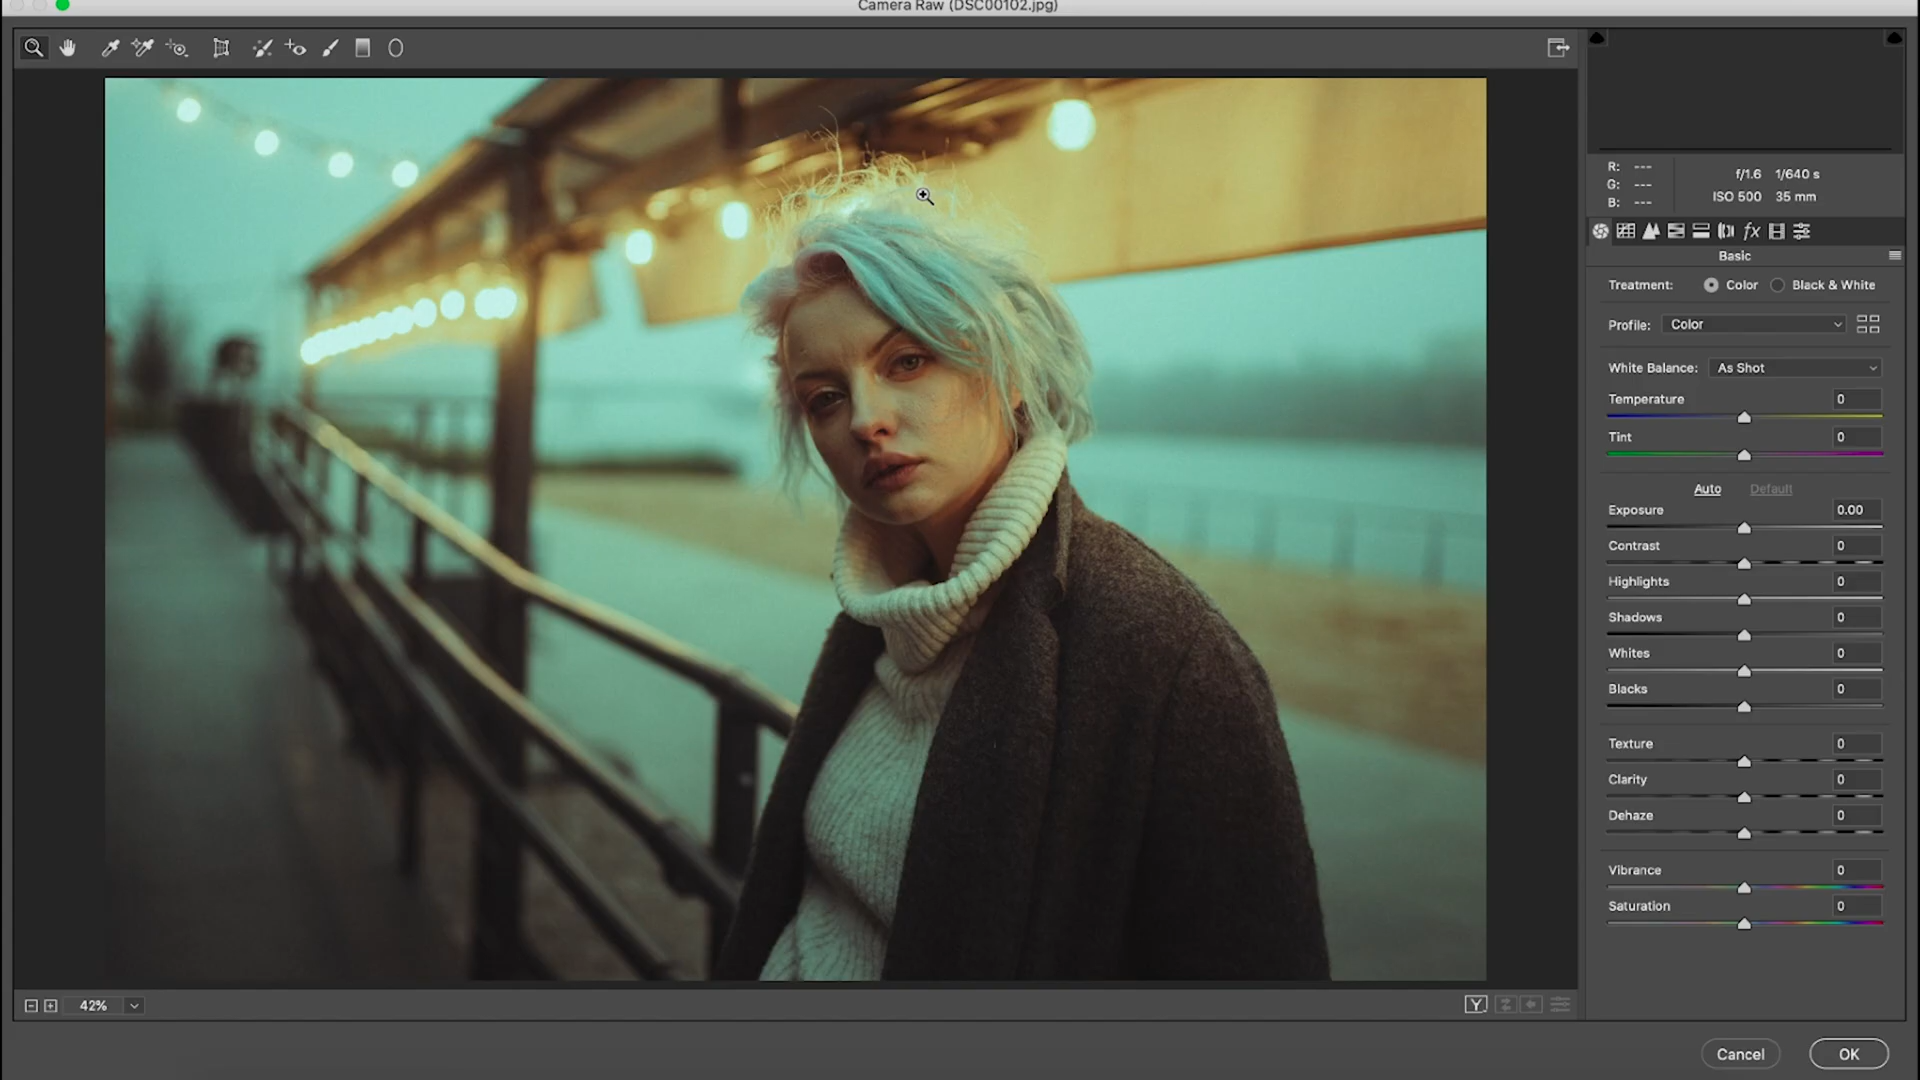 Camera Raw (DSC00102.jpg)
R: ---
G: ---
B: ---
f/1.6 1/640 s
ISO 500 35 mm
fx
Basic
Treatment: Color Black & White
Profile: Color
White Balance: As Shot
Temperature 0
Tint 0
Auto Default
Exposure 0.00
Contrast 0
Highlights 0
Shadows 0
Whites 0
Blacks 0
Texture 0
Clarity 0
Dehaze 0
Vibrance 0
Saturation 0
42%
Y
Cancel OK